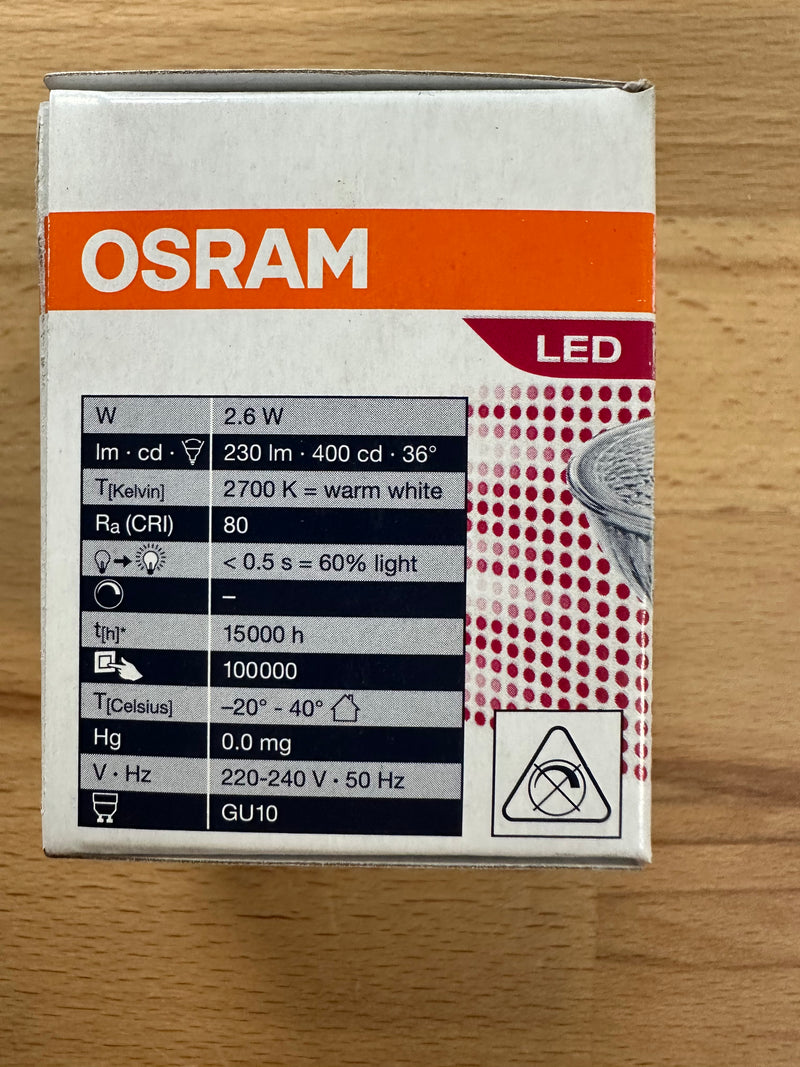 OSRAM
LED
W 2.6 W
lm · cd · 230 lm · 400 cd · 36°
T[Kelvin] 2700 K = warm white
Ra (CRI) 80
< 0.5 s = 60% light
–
t[h]* 15000 h
100000
T[Celsius] –20° - 40°
Hg 0.0 mg
V · Hz 220-240 V · 50 Hz
GU10